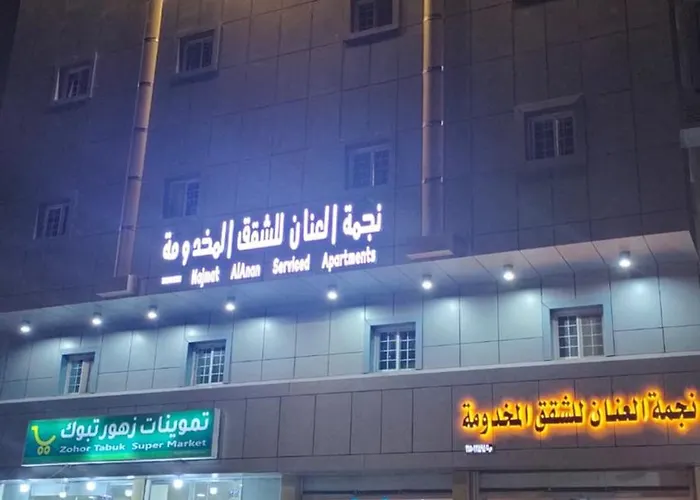 نجمة العنان للشقق المخدومة
Najmet AlAnan Serviced Apartments
نجمة العنان للشقق المخدومة
تموينات زهور تبوك
Zohor Tabuk Super Market